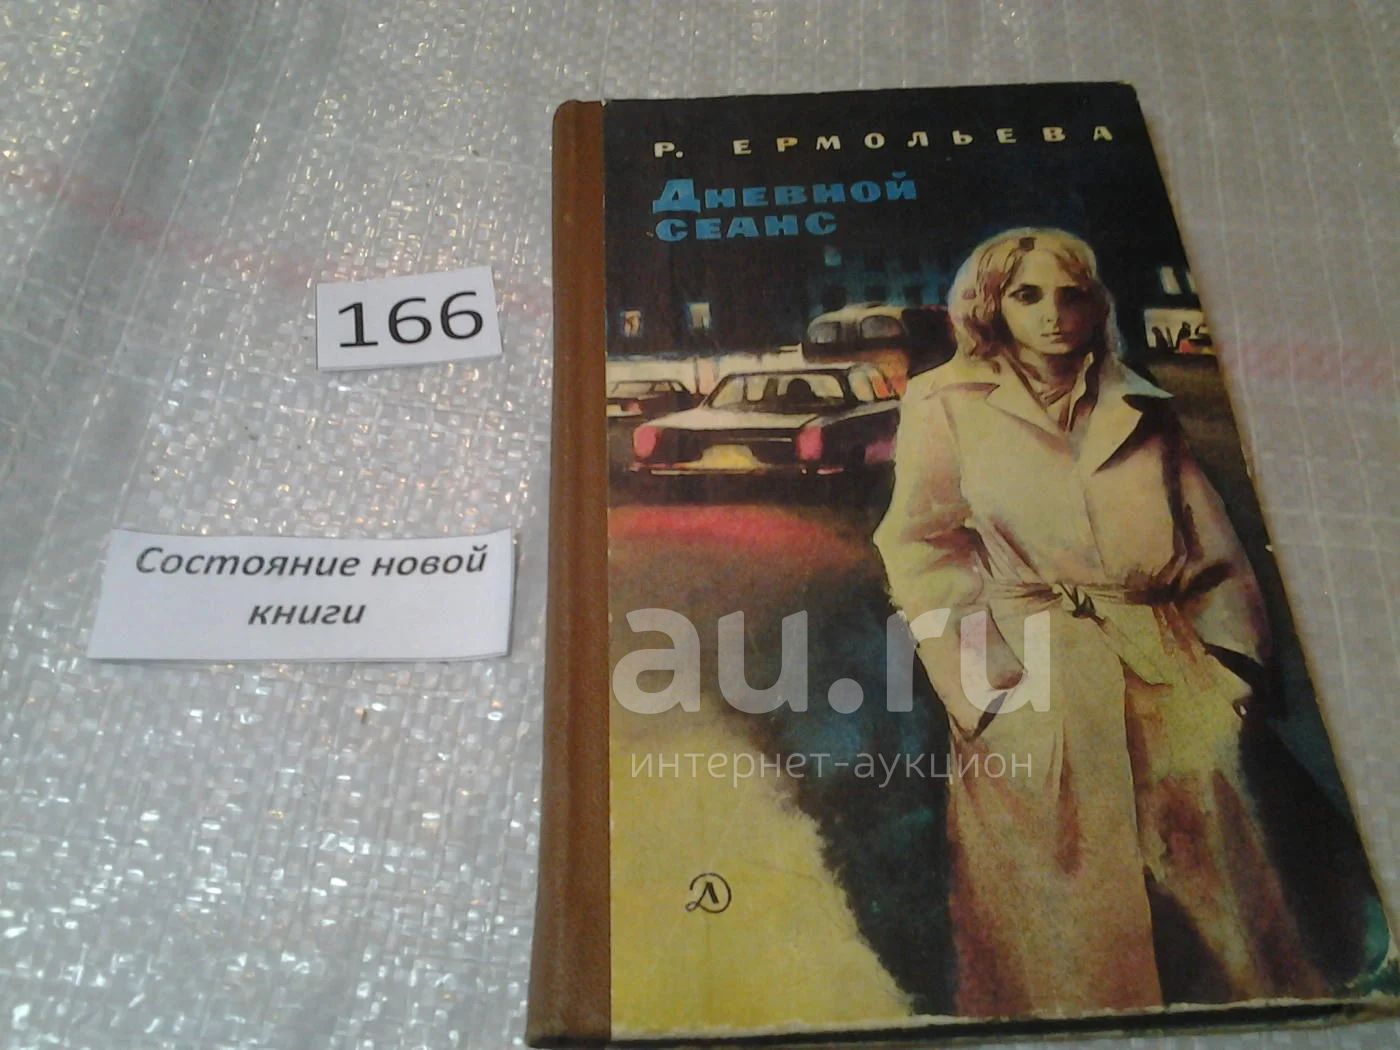 Р. ЕРМОЛЬЕВА
ДНЕВНОЙ
СЕАНС
166
Состояние новой
книги
au.ru
интернет-аукцион